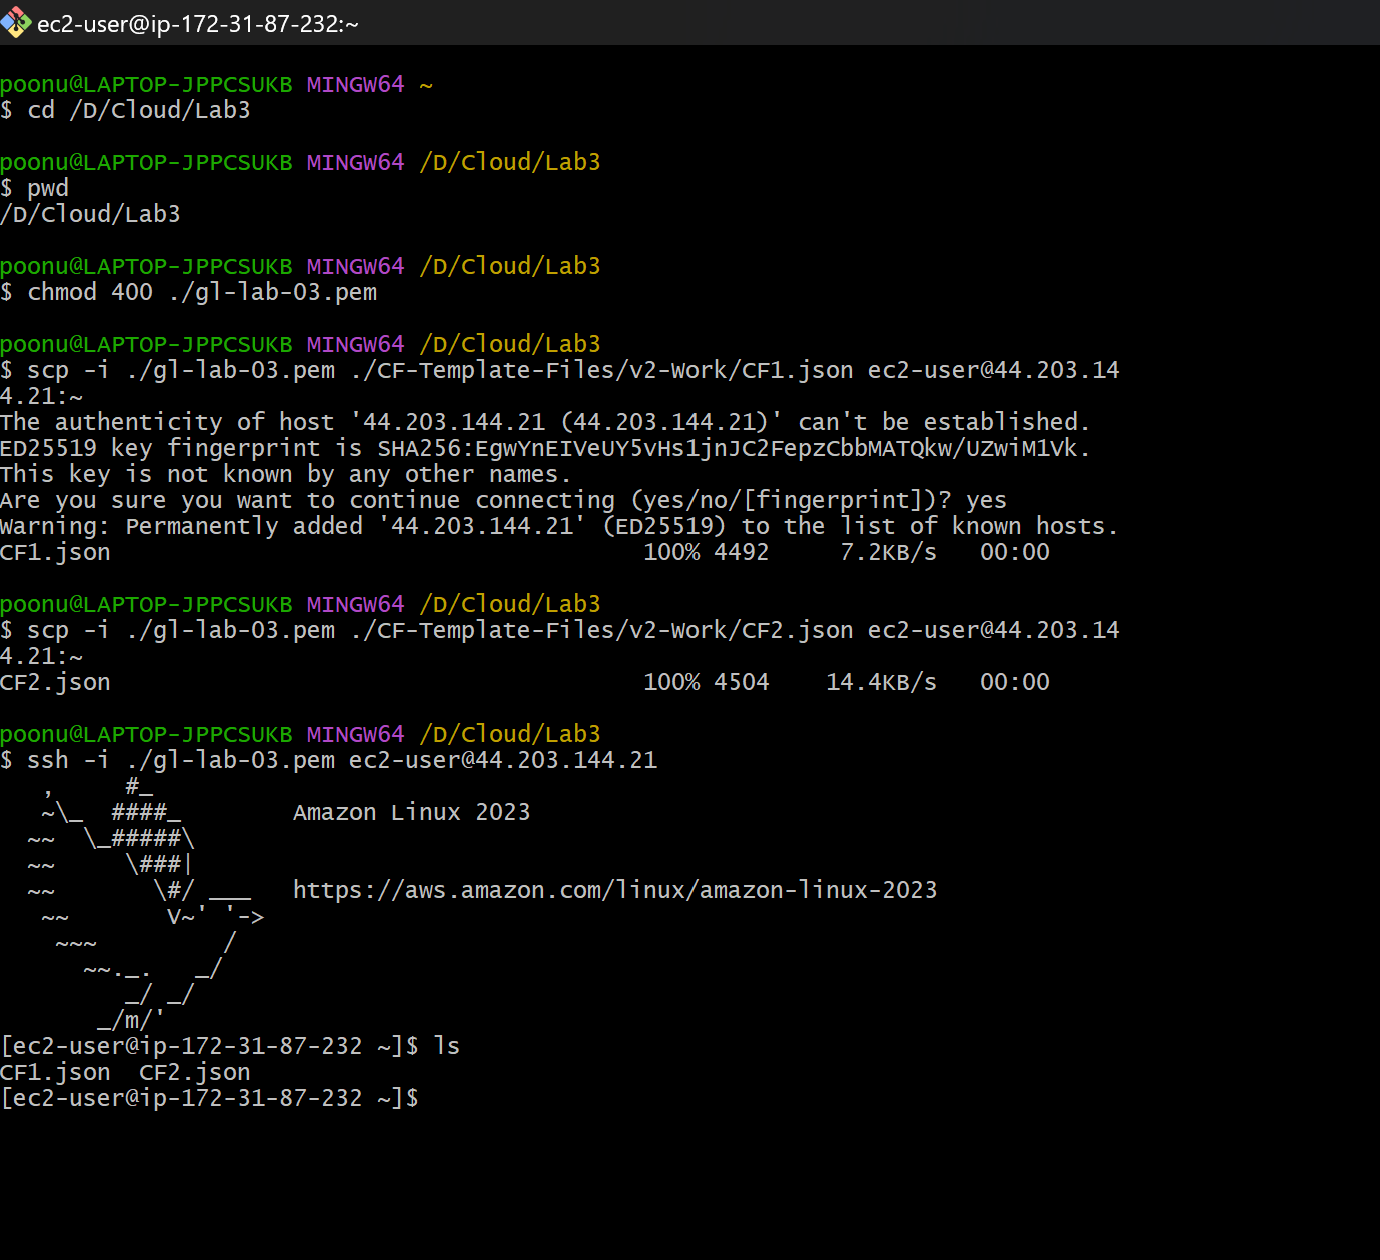 ec2-user@ip-172-31-87-232:~
poonu@LAPTOP-JPPCSUKB MINGW64 ~
$ cd /D/Cloud/Lab3
poonu@LAPTOP-JPPCSUKB MINGW64 /D/Cloud/Lab3
$ pwd
/D/Cloud/Lab3
poonu@LAPTOP-JPPCSUKB MINGW64 /D/Cloud/Lab3
$ chmod 400 ./gl-lab-03.pem
poonu@LAPTOP-JPPCSUKB MINGW64 /D/Cloud/Lab3
$ scp -i ./gl-lab-03.pem ./CF-Template-Files/v2-Work/CF1.json ec2-user@44.203.14
4.21:~
The authenticity of host '44.203.144.21 (44.203.144.21)' can't be established.
ED25519 key fingerprint is SHA256:EgwYnEIVeUY5vHs1jnJC2FepzCbbMATQkw/UZwiM1Vk.
This key is not known by any other names.
Are you sure you want to continue connecting (yes/no/[fingerprint])? yes
Warning: Permanently added '44.203.144.21' (ED25519) to the list of known hosts.
CF1.json                                      100% 4492     7.2KB/s   00:00
poonu@LAPTOP-JPPCSUKB MINGW64 /D/Cloud/Lab3
$ scp -i ./gl-lab-03.pem ./CF-Template-Files/v2-Work/CF2.json ec2-user@44.203.14
4.21:~
CF2.json                                      100% 4504    14.4KB/s   00:00
poonu@LAPTOP-JPPCSUKB MINGW64 /D/Cloud/Lab3
$ ssh -i ./gl-lab-03.pem ec2-user@44.203.144.21
   ,     #_
   ~\_  ####_        Amazon Linux 2023
  ~~  \_#####\
  ~~     \###|
  ~~       \#/ ___   https://aws.amazon.com/linux/amazon-linux-2023
   ~~       V~' '->
    ~~~         /
      ~~._.   _/
         _/ _/
       _/m/'
[ec2-user@ip-172-31-87-232 ~]$ ls
CF1.json  CF2.json
[ec2-user@ip-172-31-87-232 ~]$